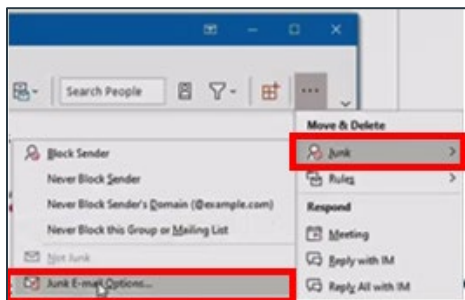 Search People
...
Move & Delete
Junk
Rules
Respond
Meeting
Reply with IM
Reply All with IM
Block Sender
Never Block Sender
Never Block Sender's Domain (@example.com)
Never Block this Group or Mailing List
Not Junk
Junk E-mail Options...